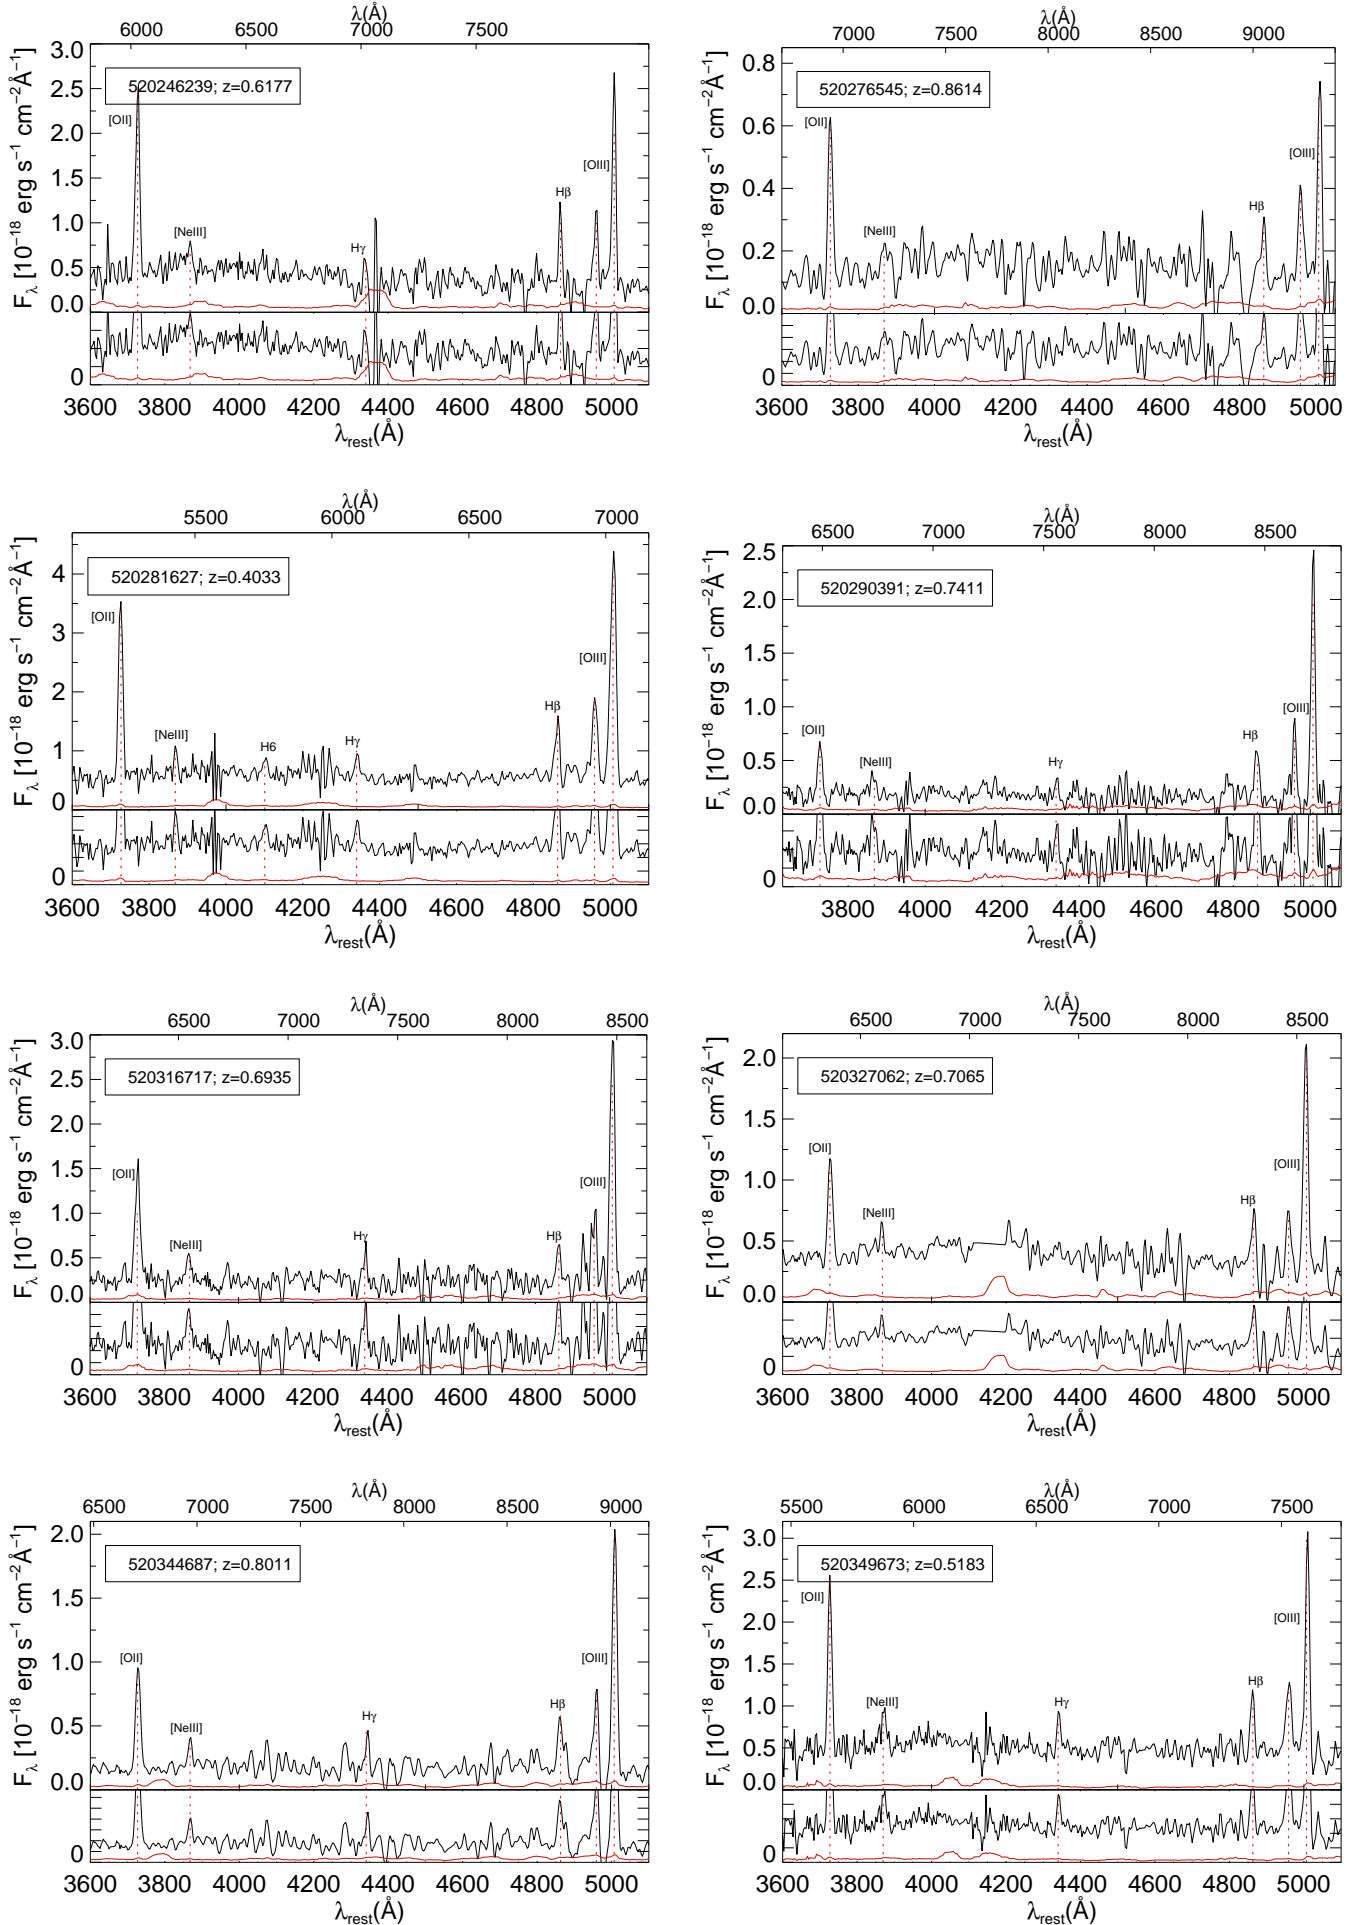 λ(Å)
6000 6500 7000 7500
520246239; z=0.6177
[OII]
[NeIII]
Hγ
Hβ
[OIII]
3.0
2.5
2.0
1.5
1.0
0.5
0.0
0
F_λ [10⁻¹⁸ erg s⁻¹ cm⁻²Å⁻¹]
3600 3800 4000 4200 4400 4600 4800 5000
λ_rest(Å)
λ(Å)
7000 7500 8000 8500 9000
520276545; z=0.8614
[OII]
[NeIII]
Hβ
[OIII]
0.8
0.6
0.4
0.2
0.0
0
F_λ [10⁻¹⁸ erg s⁻¹ cm⁻²Å⁻¹]
3600 3800 4000 4200 4400 4600 4800 5000
λ_rest(Å)
λ(Å)
5500 6000 6500 7000
520281627; z=0.4033
[OII]
[NeIII]
H6
Hγ
Hβ
[OIII]
4
3
2
1
0
0
F_λ [10⁻¹⁸ erg s⁻¹ cm⁻²Å⁻¹]
3600 3800 4000 4200 4400 4600 4800 5000
λ_rest(Å)
λ(Å)
6500 7000 7500 8000 8500
520290391; z=0.7411
[OII]
[NeIII]
Hγ
Hβ
[OIII]
2.5
2.0
1.5
1.0
0.5
0.0
0
F_λ [10⁻¹⁸ erg s⁻¹ cm⁻²Å⁻¹]
3800 4000 4200 4400 4600 4800 5000
λ_rest(Å)
λ(Å)
6500 7000 7500 8000 8500
520316717; z=0.6935
[OII]
[NeIII]
Hγ
Hβ
[OIII]
3.0
2.5
2.0
1.5
1.0
0.5
0.0
0
F_λ [10⁻¹⁸ erg s⁻¹ cm⁻²Å⁻¹]
3600 3800 4000 4200 4400 4600 4800 5000
λ_rest(Å)
λ(Å)
6500 7000 7500 8000 8500
520327062; z=0.7065
[OII]
[NeIII]
Hβ
[OIII]
2.0
1.5
1.0
0.5
0.0
0
F_λ [10⁻¹⁸ erg s⁻¹ cm⁻²Å⁻¹]
3600 3800 4000 4200 4400 4600 4800 5000
λ_rest(Å)
λ(Å)
6500 7000 7500 8000 8500 9000
520344687; z=0.8011
[OII]
[NeIII]
Hγ
Hβ
[OIII]
2.0
1.5
1.0
0.5
0.0
0
F_λ [10⁻¹⁸ erg s⁻¹ cm⁻²Å⁻¹]
3600 3800 4000 4200 4400 4600 4800 5000
λ_rest(Å)
λ(Å)
5500 6000 6500 7000 7500
520349673; z=0.5183
[OII]
[NeIII]
Hγ
Hβ
[OIII]
3.0
2.5
2.0
1.5
1.0
0.5
0.0
0
F_λ [10⁻¹⁸ erg s⁻¹ cm⁻²Å⁻¹]
3600 3800 4000 4200 4400 4600 4800 5000
λ_rest(Å)